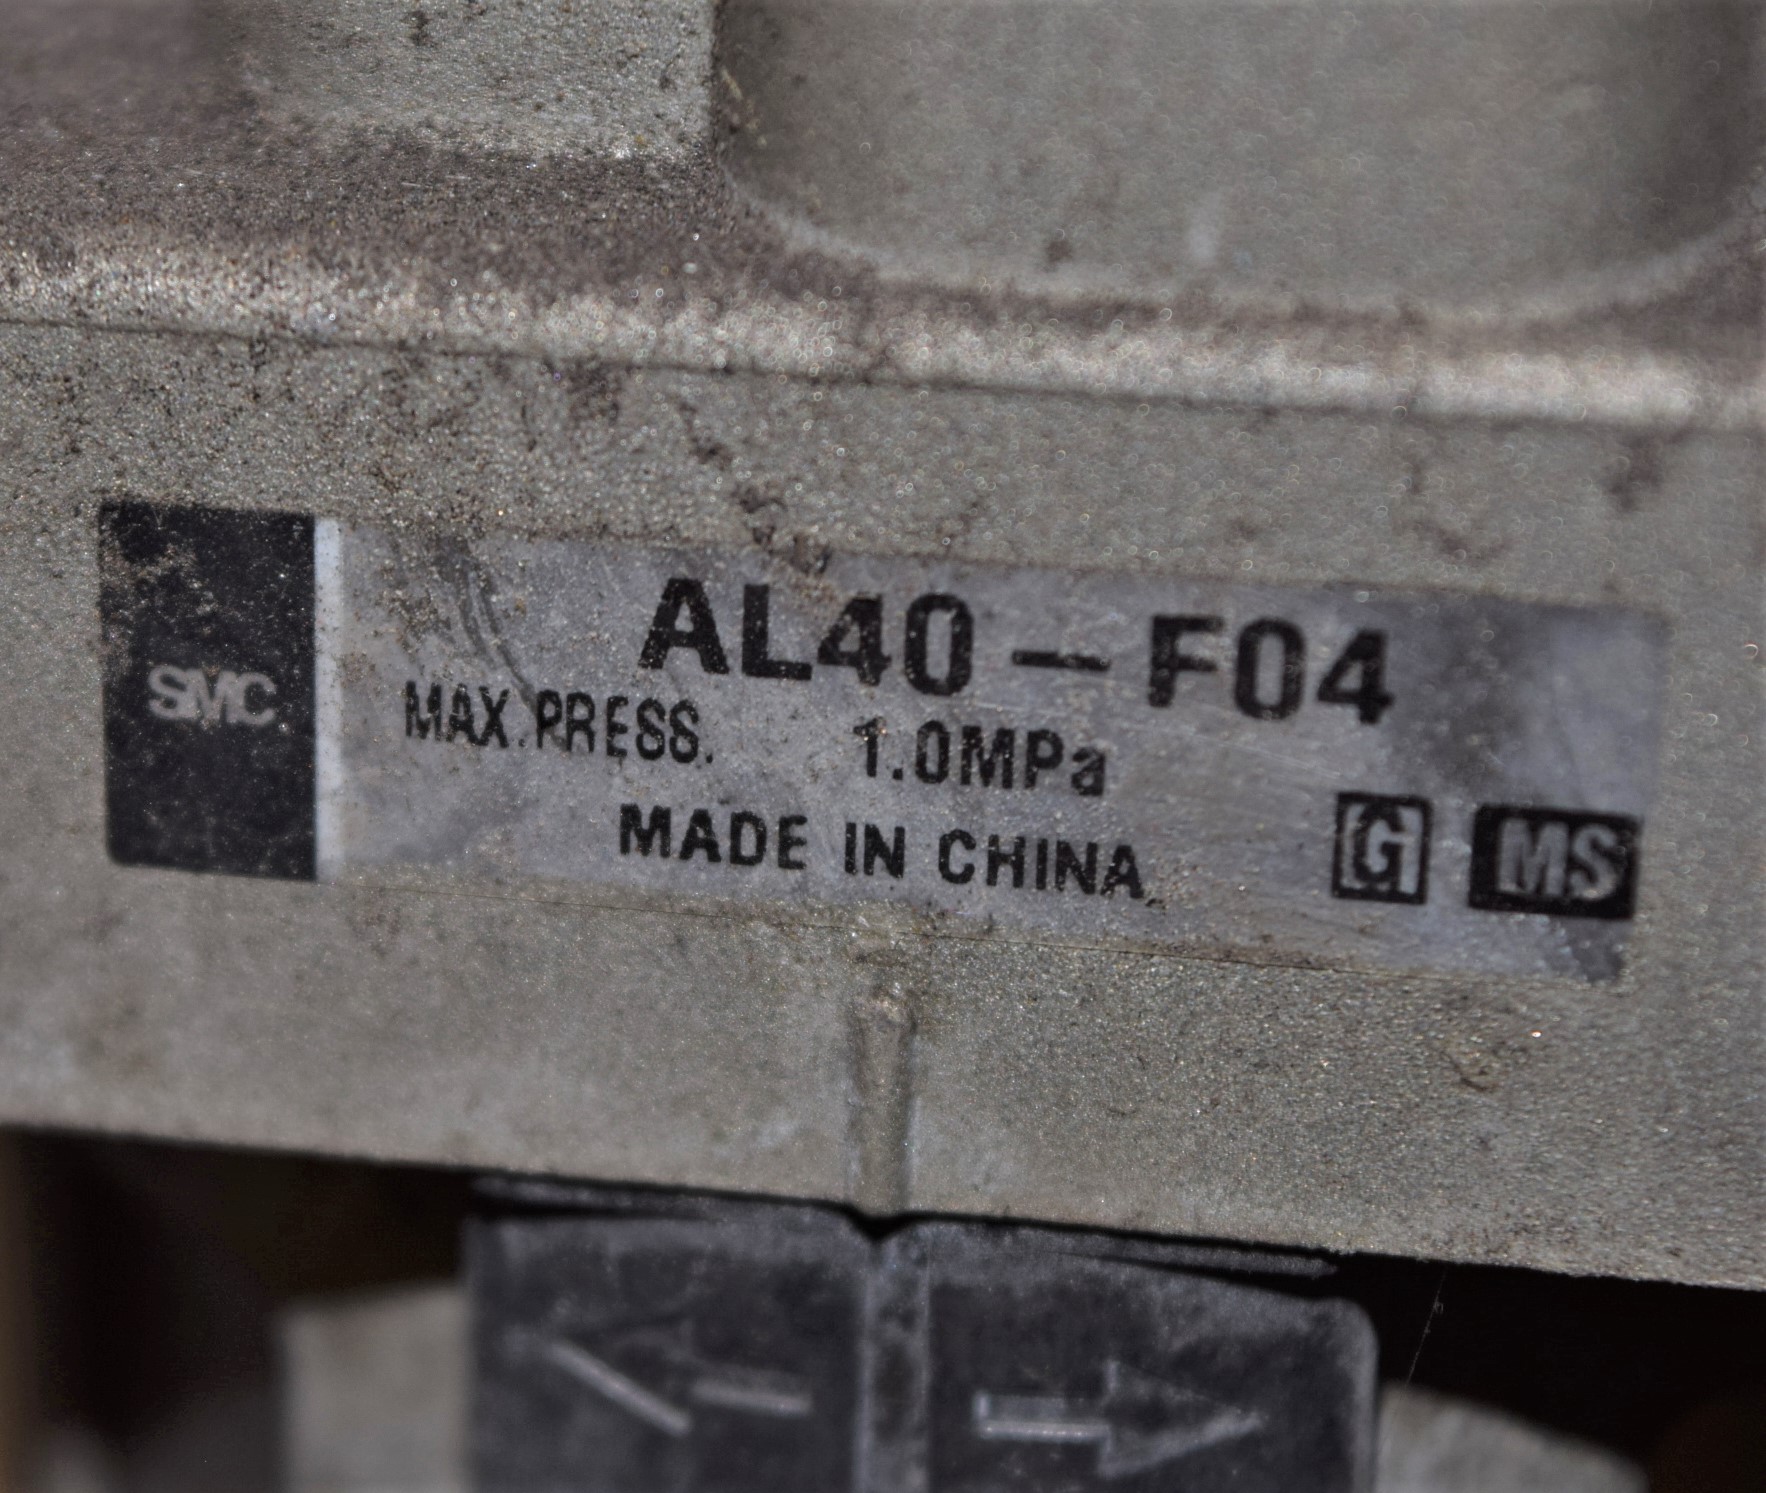 SMC
AL40-F04
MAX.PRESS. 1.0MPa
MADE IN CHINA
G MS